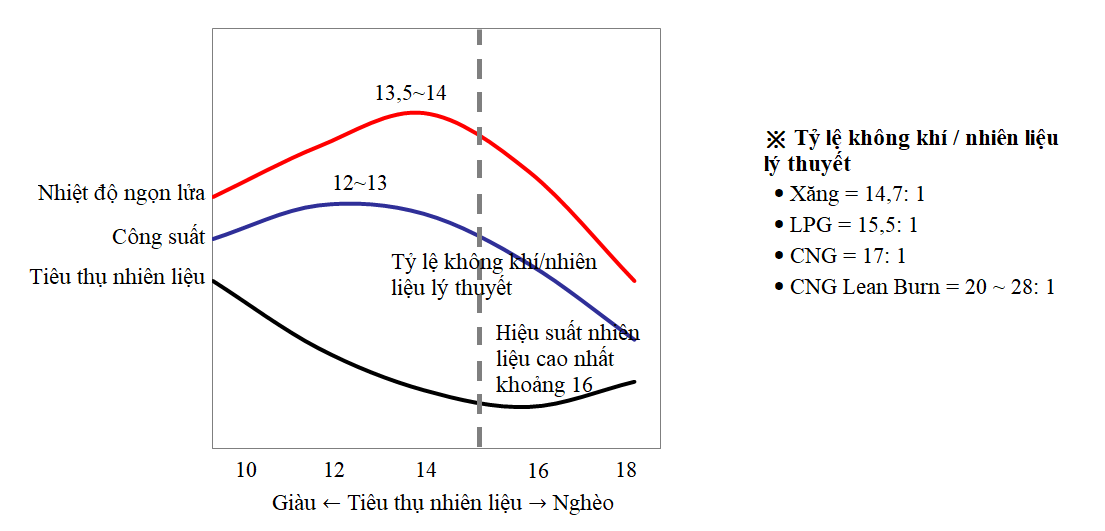 13,5~14
Nhiệt độ ngọn lửa
12~13
Công suất
Tiêu thụ nhiên liệu
Tỷ lệ không khí/nhiên
liệu lý thuyết
Hiệu suất nhiên
liệu cao nhất
khoảng 16
10 12 14 16 18
Giàu ← Tiêu thụ nhiên liệu → Nghèo
※ Tỷ lệ không khí / nhiên liệu
lý thuyết
• Xăng = 14,7: 1
• LPG = 15,5: 1
• CNG = 17: 1
• CNG Lean Burn = 20 ~ 28: 1